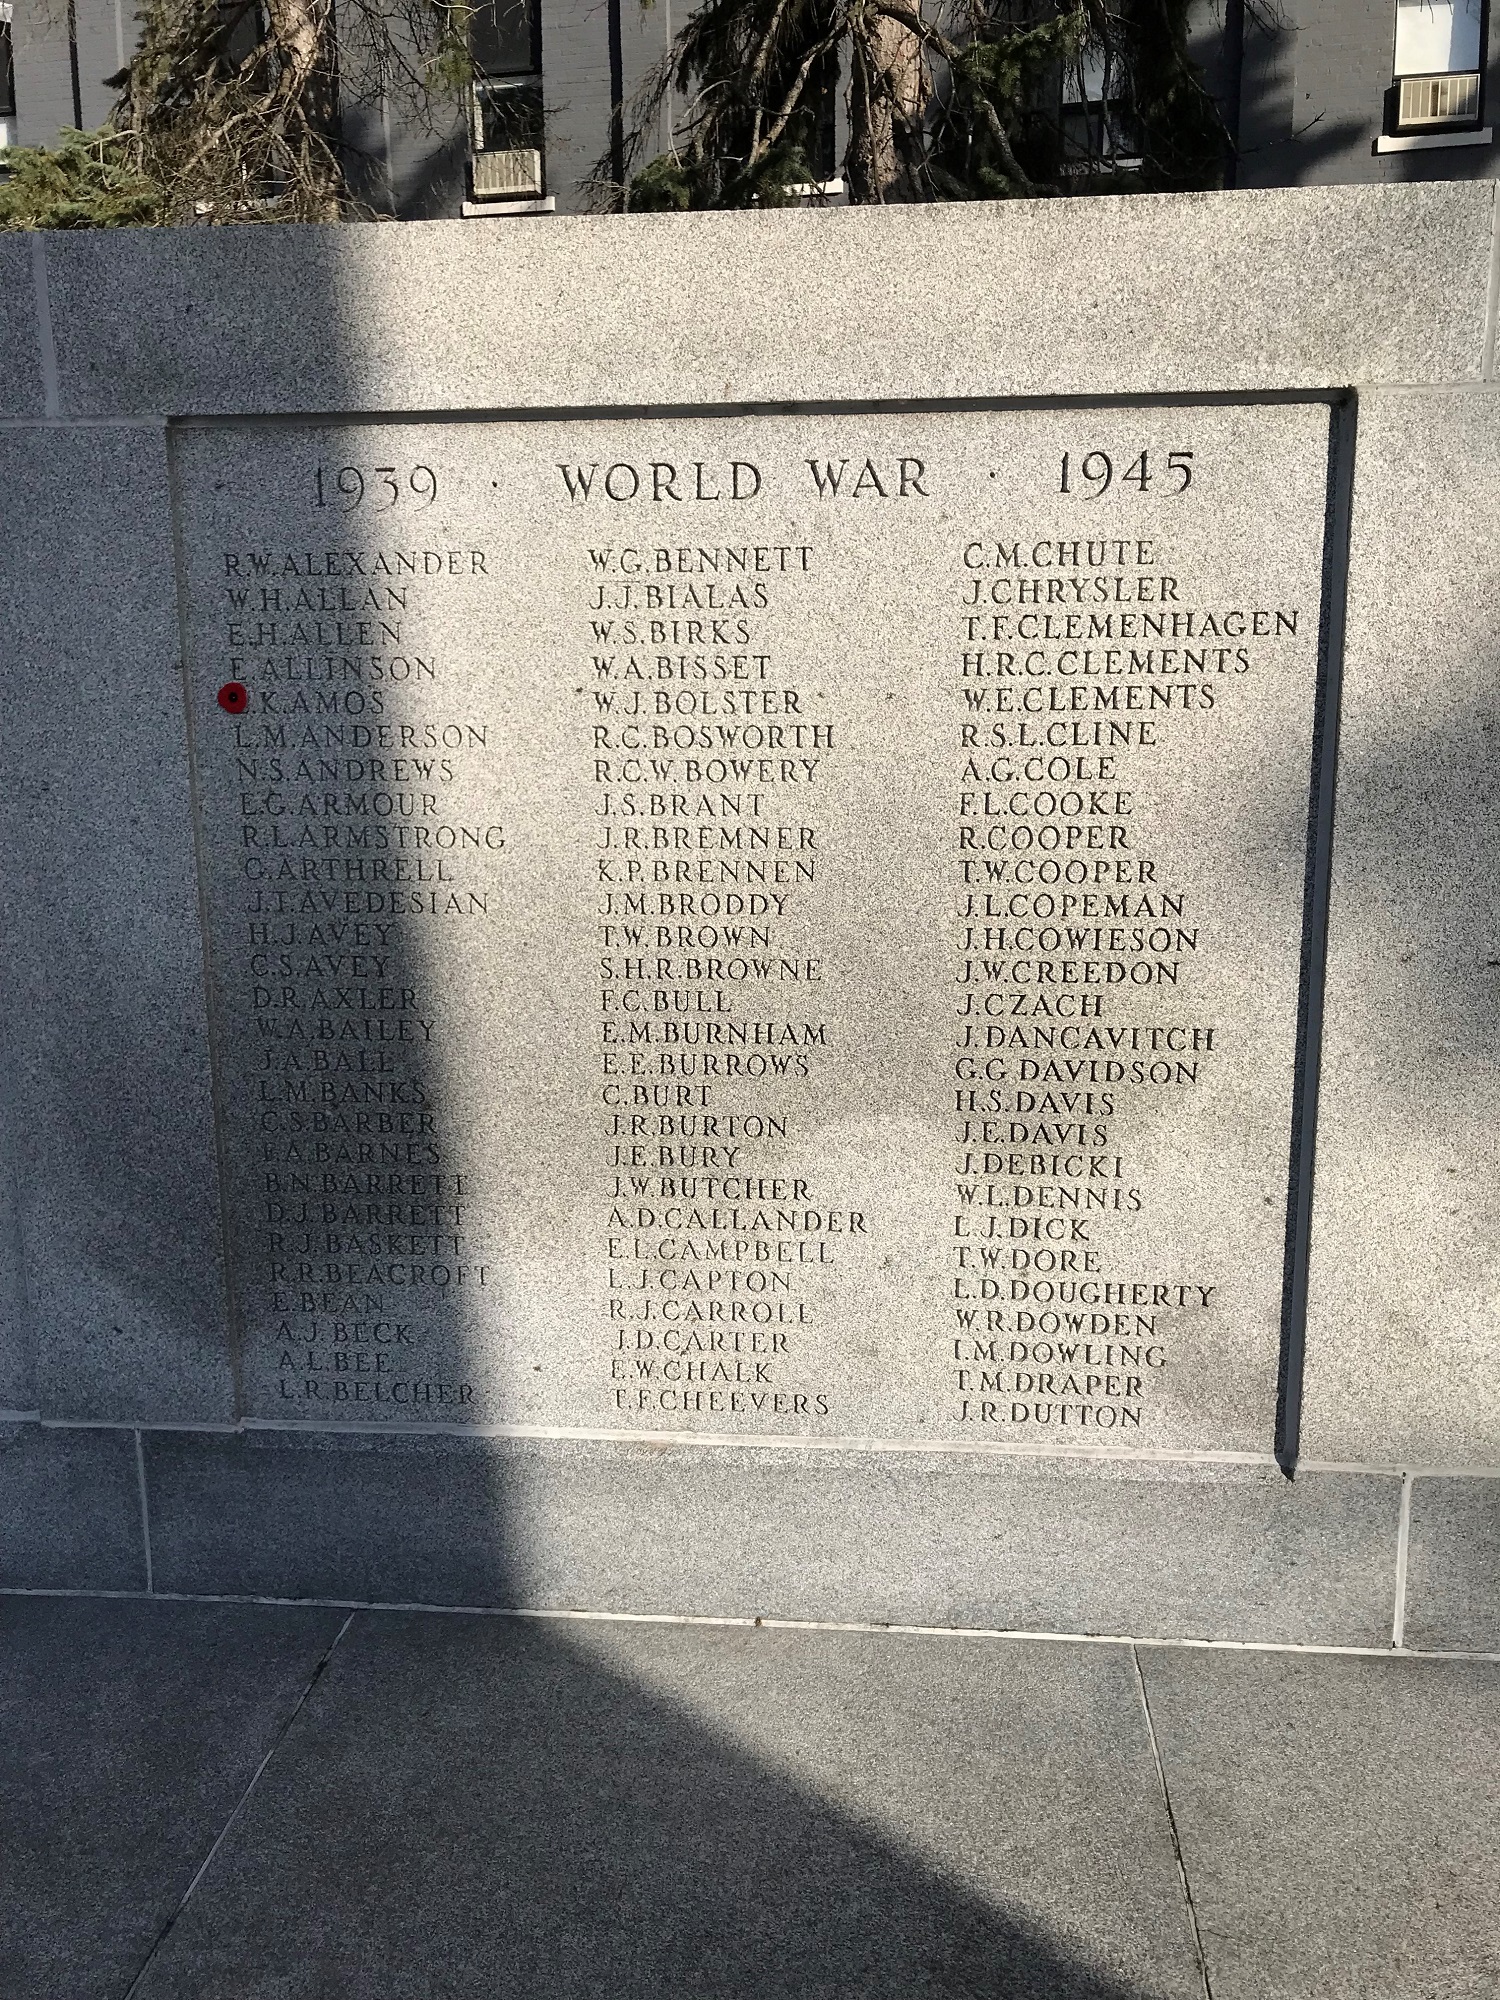 1939 · WORLD WAR · 1945
R.W.ALEXANDER
W.H.ALLAN
E.H.ALLEN
E.ALLINSON
K.AMOS
L.M.ANDERSON
N.S.ANDREWS
E.G.ARMOUR
R.L.ARMSTRONG
G.ARTHRELL
J.T.AVEDESIAN
H.J.AVEY
C.S.AVEY
D.R.AXLER
W.A.BAILEY
J.A.BALL
L.M.BANKS
C.S.BARBER
F.A.BARNES
B.N.BARRETT
D.J.BARRETT
R.J.BASKETT
R.R.BEACROFT
E.BEAN
A.J.BECK
A.L.BEE
L.R.BELCHER
W.G.BENNETT
J.J.BIALAS
W.S.BIRKS
W.A.BISSET
W.J.BOLSTER
R.C.BOSWORTH
R.C.W.BOWERY
J.S.BRANT
J.R.BREMNER
K.P.BRENNEN
J.M.BRODDY
T.W.BROWN
S.H.R.BROWNE
F.C.BULL
E.M.BURNHAM
E.E.BURROWS
C.BURT
J.R.BURTON
J.E.BURY
J.W.BUTCHER
A.D.CALLANDER
E.L.CAMPBELL
L.J.CAPTON
R.J.CARROLL
J.D.CARTER
E.W.CHALK
T.F.CHEEVERS
C.M.CHUTE
J.CHRYSLER
T.F.CLEMENHAGEN
H.R.C.CLEMENTS
W.E.CLEMENTS
R.S.L.CLINE
A.G.COLE
F.L.COOKE
R.COOPER
T.W.COOPER
J.L.COPEMAN
J.H.COWIESON
J.W.CREEDON
J.CZACH
J.DANCAVITCH
G.G DAVIDSON
H.S.DAVIS
J.E.DAVIS
J.DEBICKI
W.L.DENNIS
L.J.DICK
T.W.DORE
L.D.DOUGHERTY
W.R.DOWDEN
I.M.DOWLING
T.M.DRAPER
J.R.DUTTON